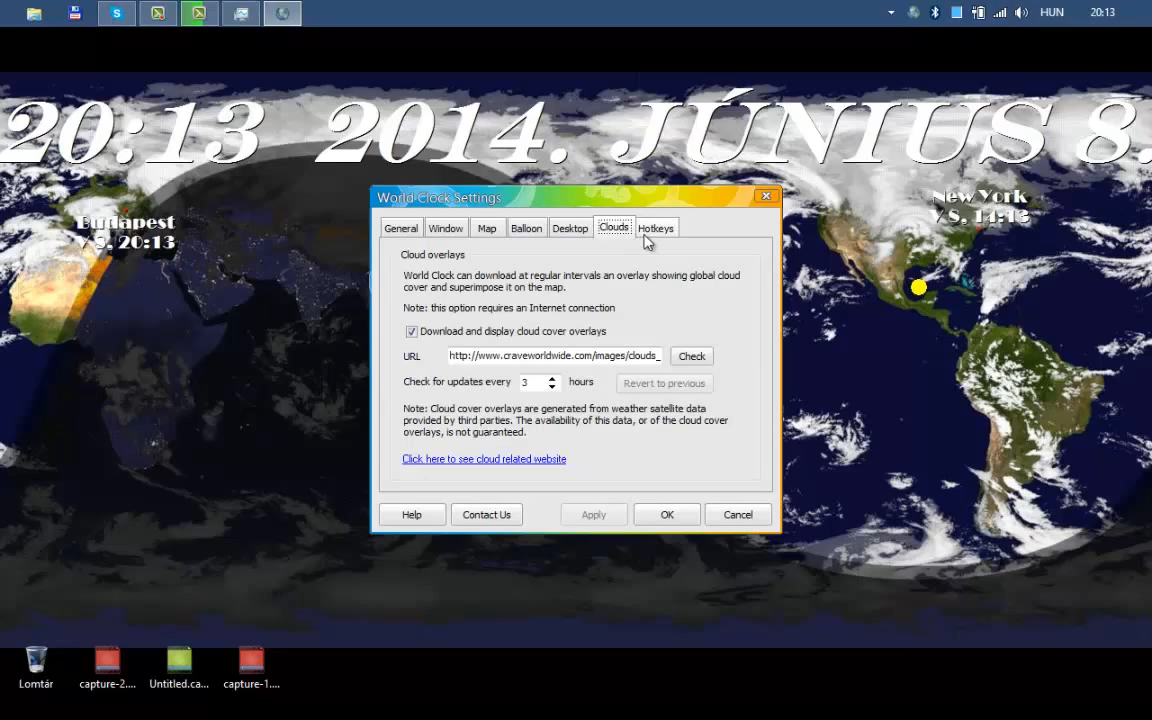 HUN 20:13
20:13 2014. JÚNIUS 8.
Budapest
V 8, 20:13
New York
V 8, 14:13
World Clock Settings
General Window Map Balloon Desktop Clouds Hotkeys
Cloud overlays
World Clock can download at regular intervals an overlay showing global cloud
cover and superimpose it on the map.
Note: this option requires an Internet connection
Download and display cloud cover overlays
URL http://www.craveworldwide.com/images/clouds_ Check
Check for updates every 3 hours Revert to previous
Note: Cloud cover overlays are generated from weather satellite data
provided by third parties. The availability of this data, or of the cloud cover
overlays, is not guaranteed.
Click here to see cloud related website
Help Contact Us Apply OK Cancel
Lomtár capture-2.... Untitled.ca... capture-1....